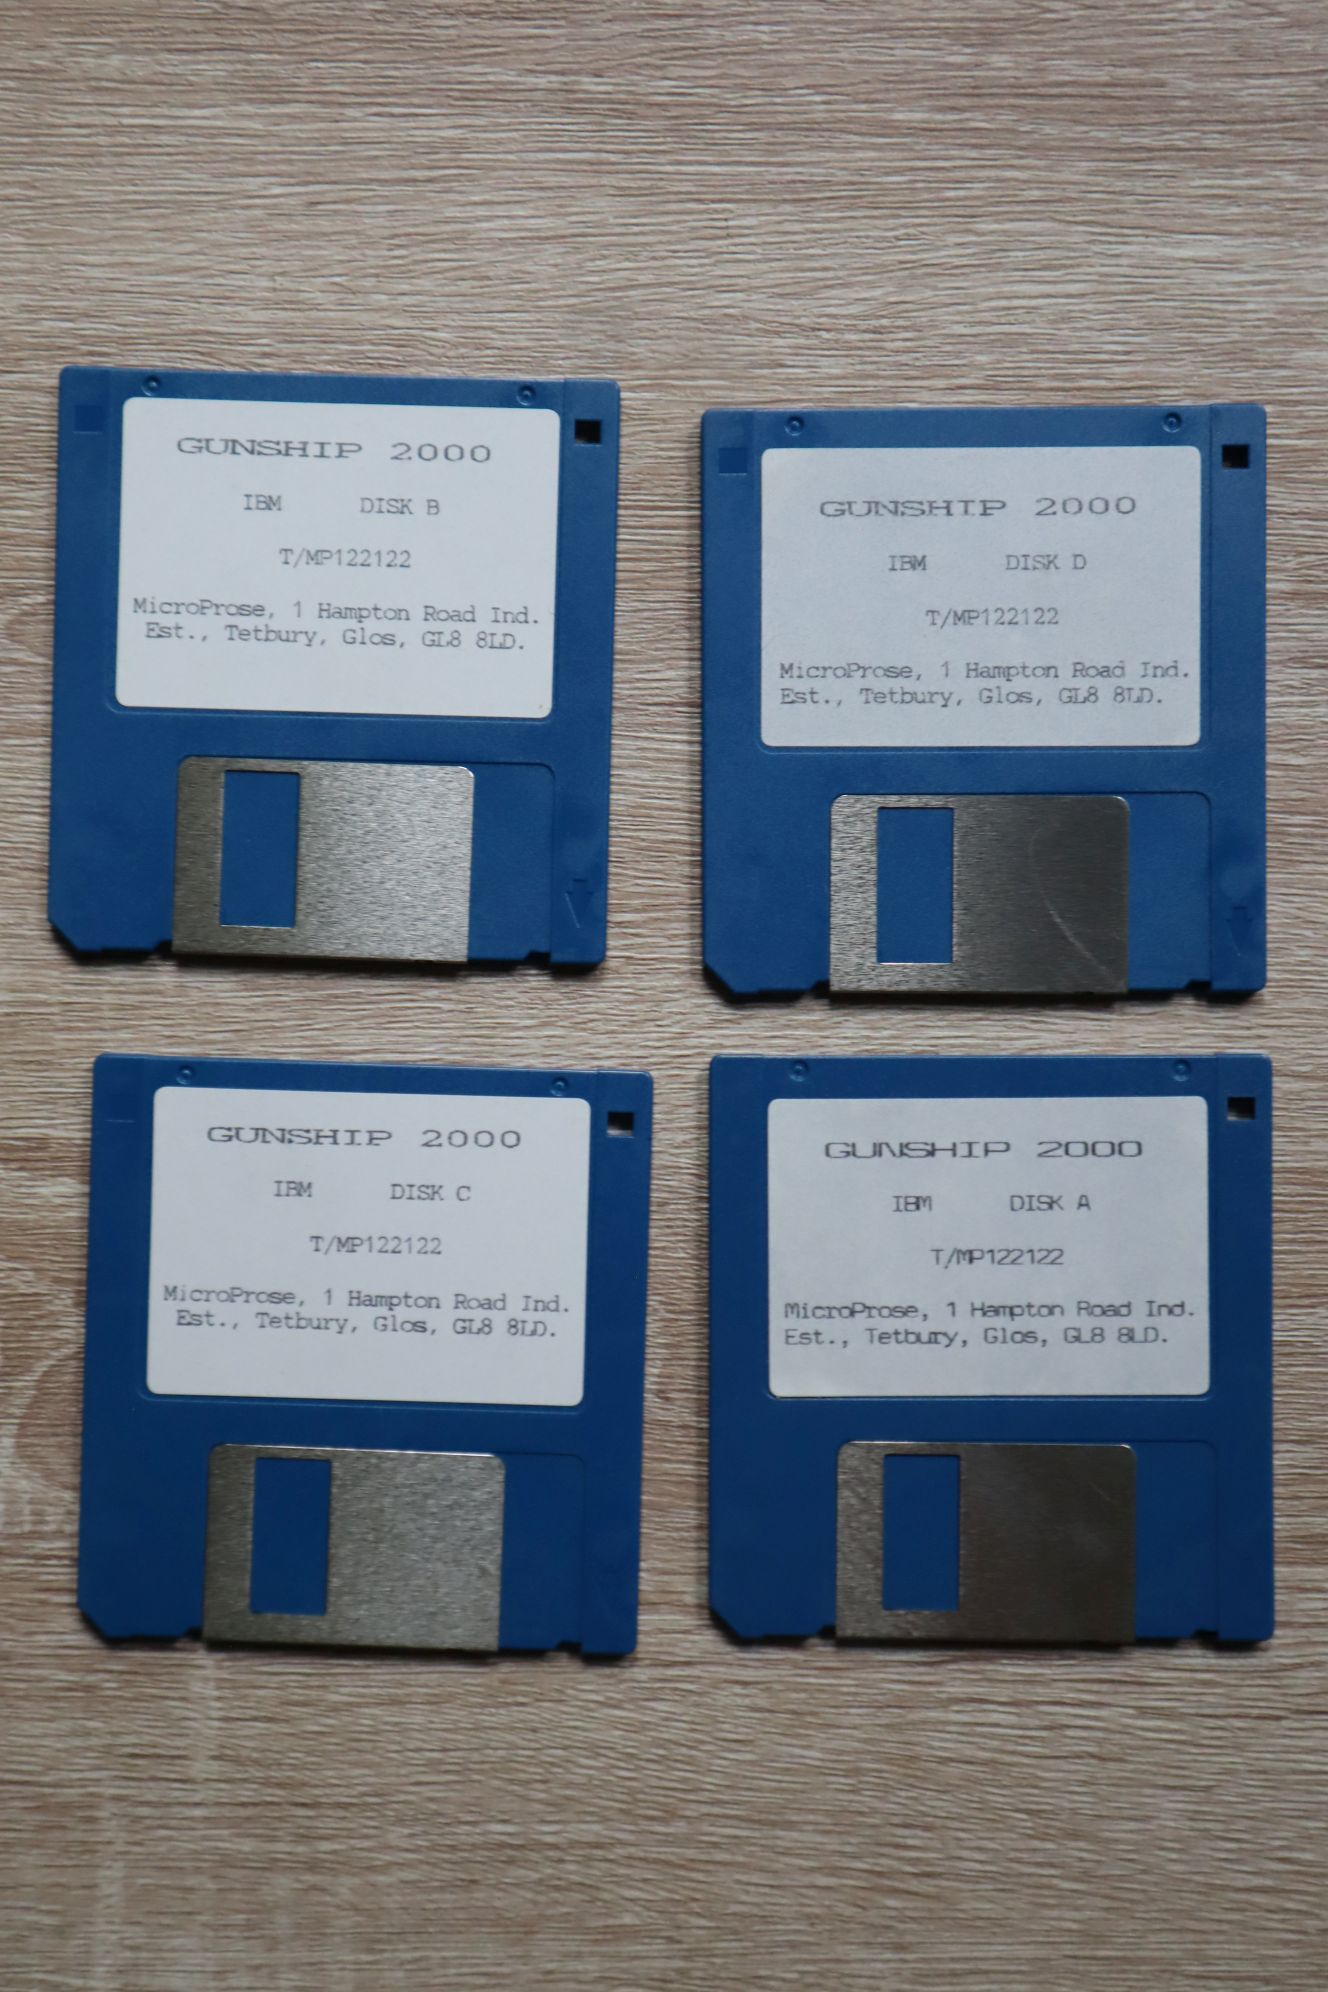 GUNSHIP 2000
IBM DISK B
T/MP122122
MicroProse, 1 Hampton Road Ind.
Est., Tetbury, Glos, GL8 8LD.
GUNSHIP 2000
IBM DISK D
T/MP122122
MicroProse, 1 Hampton Road Ind.
Est., Tetbury, Glos, GL8 8LD.
GUNSHIP 2000
IBM DISK C
T/MP122122
MicroProse, 1 Hampton Road Ind.
Est., Tetbury, Glos, GL8 8LD.
GUNSHIP 2000
IBM DISK A
T/MP122122
MicroProse, 1 Hampton Road Ind.
Est., Tetbury, Glos, GL8 8LD.